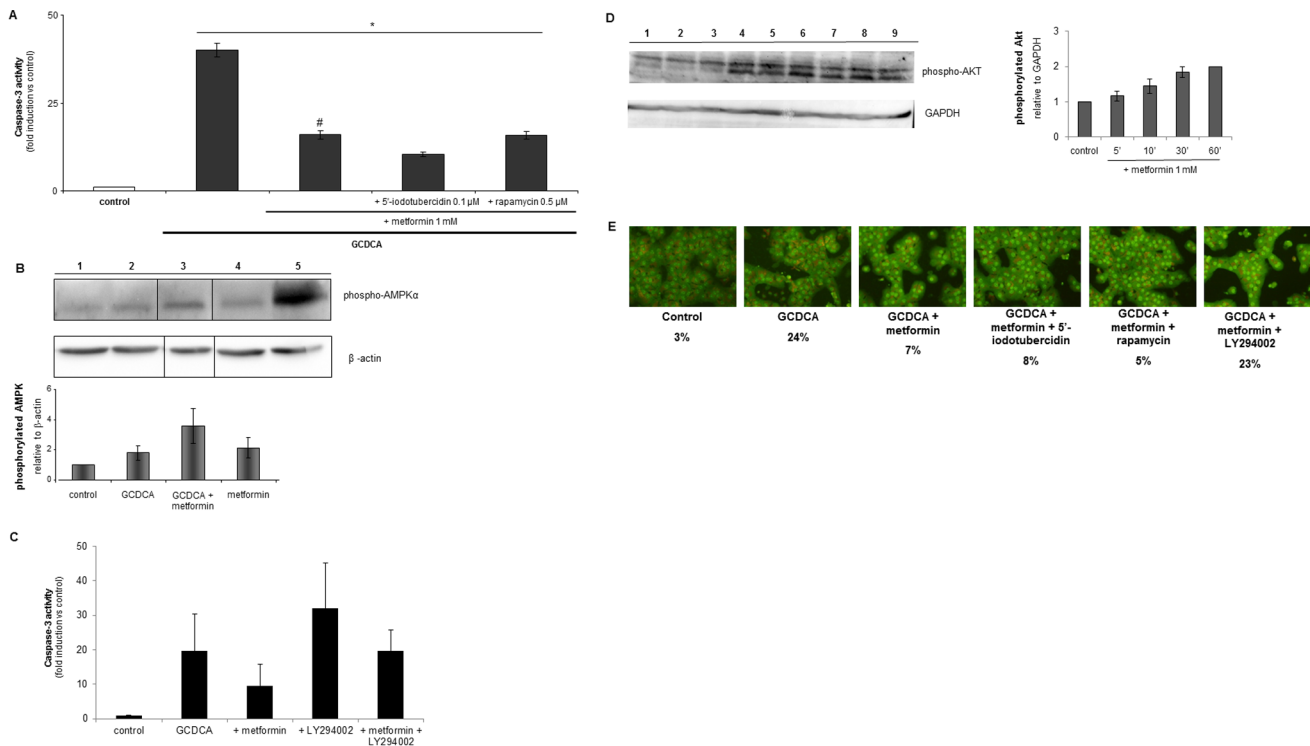 A
Caspase-3 activity
(fold induction vs control)
50
25
0
*
#
control
+ 5'-iodotubercidin 0.1 µM
+ rapamycin 0.5 µM
+ metformin 1 mM
GCDCA
B
1 2 3 4 5
phospho-AMPKα
β -actin
phosphorylated AMPK
relative to β-actin
6
4
2
0
control
GCDCA
GCDCA +
metformin
metformin
C
Caspase-3 activity
(fold induction vs control)
50
40
30
20
10
0
control
GCDCA
+ metformin
+ LY294002
+ metformin +
LY294002
D
1 2 3 4 5 6 7 8 9
phospho-AKT
GAPDH
phosphorylated Akt
relative to GAPDH
3
2
1
0
control
5'
10'
30'
60'
+ metformin 1 mM
E
Control
3%
GCDCA
24%
GCDCA +
metformin
7%
GCDCA +
metformin + 5'-
iodotubercidin
8%
GCDCA +
metformin +
rapamycin
5%
GCDCA +
metformin +
LY294002
23%